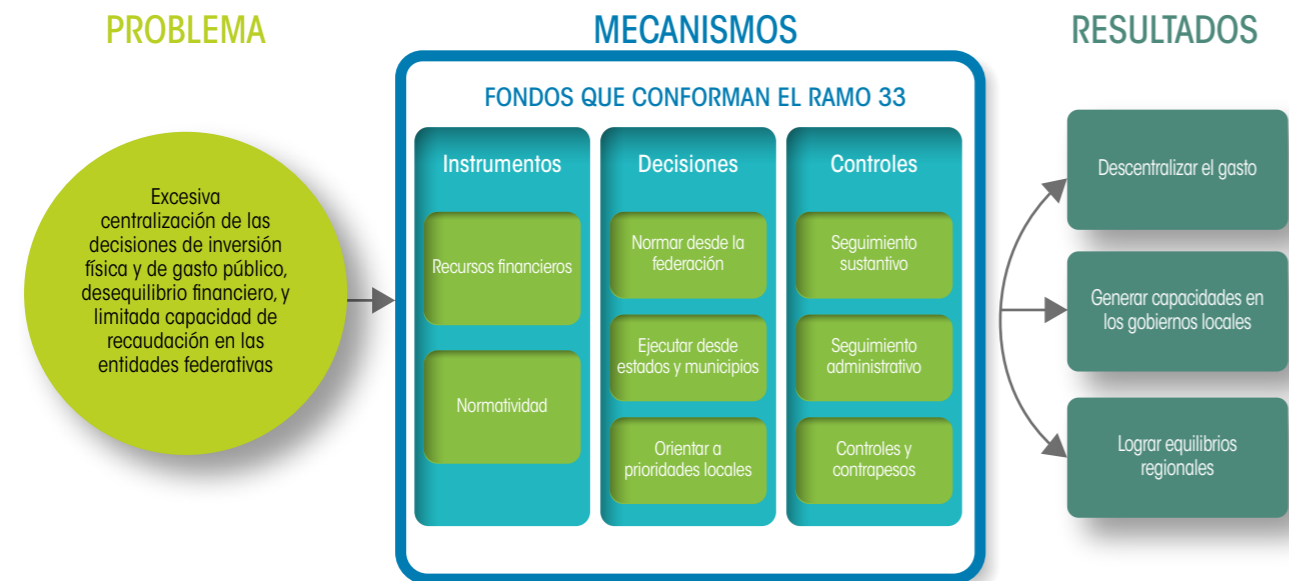 PROBLEMA
Excesiva
centralización de las
decisiones de inversión
física y de gasto público,
desequilibrio financiero, y
limitada capacidad de
recaudación en las
entidades federativas
MECANISMOS
FONDOS QUE CONFORMAN EL RAMO 33
Instrumentos
Recursos financieros
Normatividad
Decisiones
Normar desde la
federación
Ejecutar desde
estados y municipios
Orientar a
prioridades locales
Controles
Seguimiento
sustantivo
Seguimiento
administrativo
Controles y
contrapesos
RESULTADOS
Descentralizar el gasto
Generar capacidades en
los gobiernos locales
Lograr equilibrios
regionales